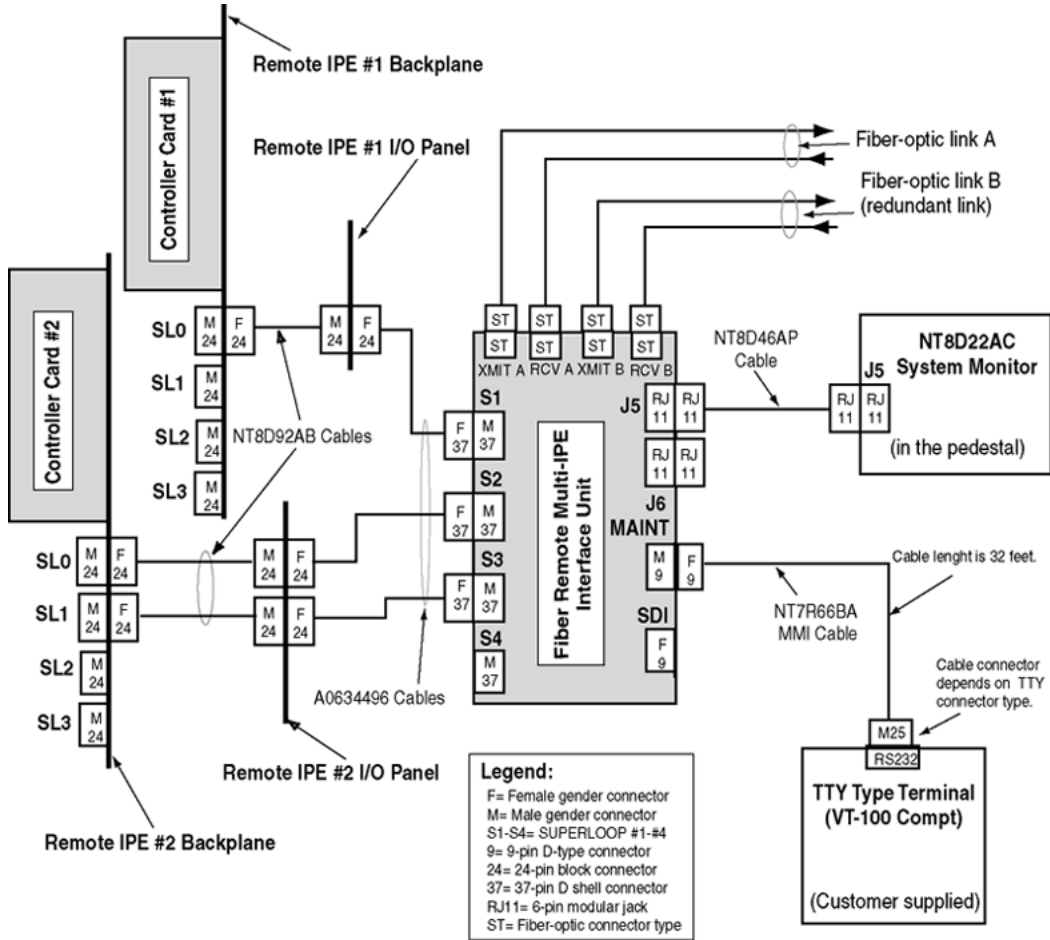 Remote IPE #1 Backplane
Controller Card #1
Remote IPE #1 I/O Panel
Fiber-optic link A
Fiber-optic link B
(redundant link)
Controller Card #2
SL0
M
24
F
24
M
24
F
24
SL1
M
24
SL2
M
24
SL3
M
24
NT8D92AB Cables
ST
ST
ST
ST
ST
ST
ST
ST
XMIT A
RCV A
XMIT B
RCV B
S1
F
37
M
37
S2
F
37
M
37
S3
F
37
M
37
S4
M
37
Fiber Remote Multi-IPE
Interface Unit
J5
RJ
11
RJ
11
RJ
11
RJ
11
J6
MAINT
M
9
F
9
SDI
F
9
NT8D46AP
Cable
NT8D22AC
System Monitor
J5
RJ
11
RJ
11
(in the pedestal)
SL0
M
24
F
24
M
24
F
24
SL1
M
24
F
24
M
24
F
24
SL2
M
24
SL3
M
24
A0634496 Cables
Remote IPE #2 I/O Panel
Remote IPE #2 Backplane
Cable lenght is 32 feet.
NT7R66BA
MMI Cable
Cable connector
depends on TTY
connector type.
M25
RS232
TTY Type Terminal
(VT-100 Compt)
(Customer supplied)
Legend:
F= Female gender connector
M= Male gender connector
S1-S4= SUPERLOOP #1-#4
9= 9-pin D-type connector
24= 24-pin block connector
37= 37-pin D shell connector
RJ11= 6-pin modular jack
ST= Fiber-optic connector type